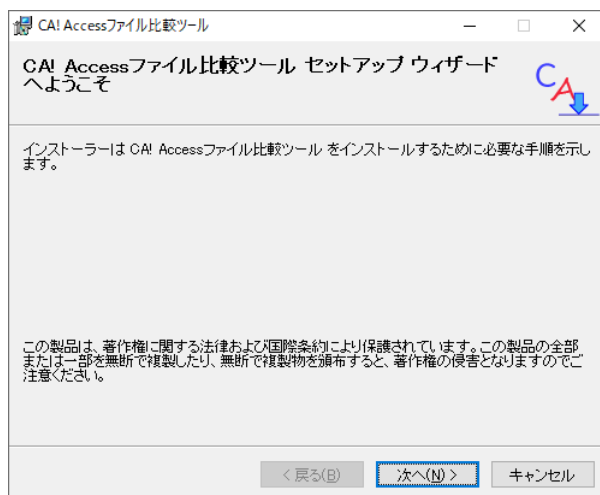 CA! Accessファイル比較ツール
CA! Accessファイル比較ツール セットアップ ウィザード
へようこそ
CA
インストーラーは CA! Accessファイル比較ツール をインストールするために必要な手順を示し
ます。
この製品は、著作権に関する法律および国際条約により保護されています。この製品の全部
または一部を無断で複製したり、無断で複製物を頒布すると、著作権の侵害となりますのでご
注意ください。
< 戻る(B)
次へ(N) >
キャンセル